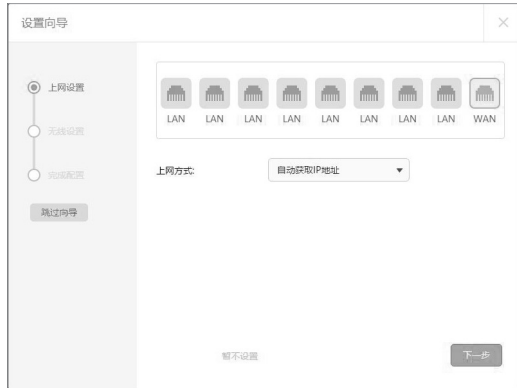 设置向导
上网设置
无线设置
完成配置
跳过向导
LAN LAN LAN LAN LAN LAN LAN LAN WAN
上网方式: 自动获取IP地址
暂不设置
下一步